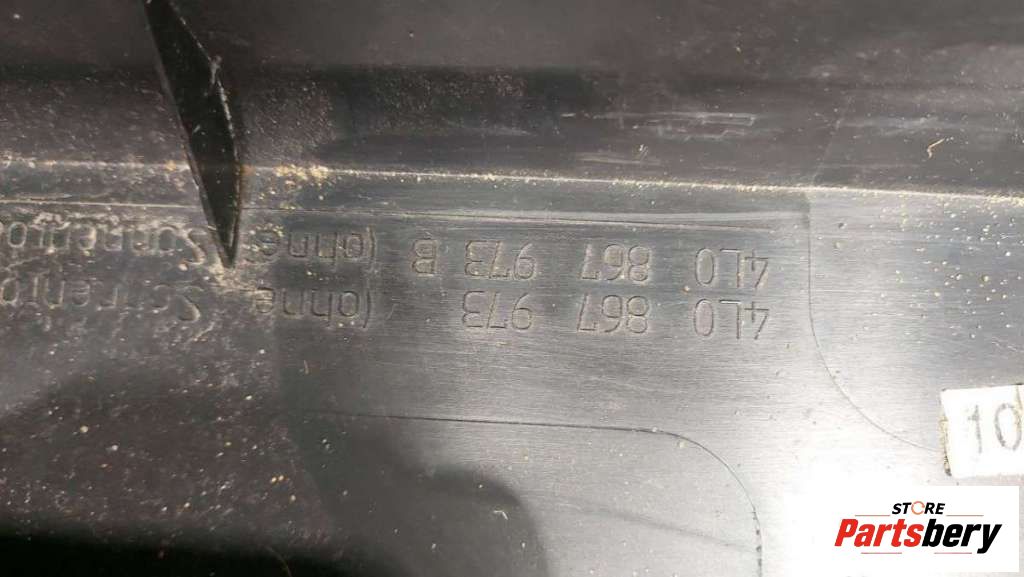 4L0 867 973 (ohne
4L0 867 973 B (ohne
10
STORE
Partsbery